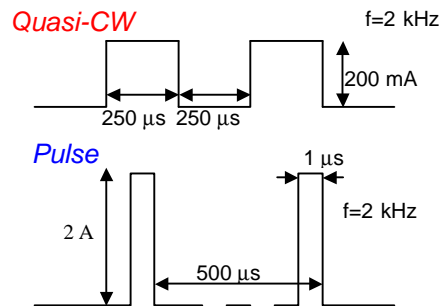 Quasi-CW
f=2 kHz
200 mA
250 μs 250 μs
Pulse
1 μs
2 A
f=2 kHz
500 μs